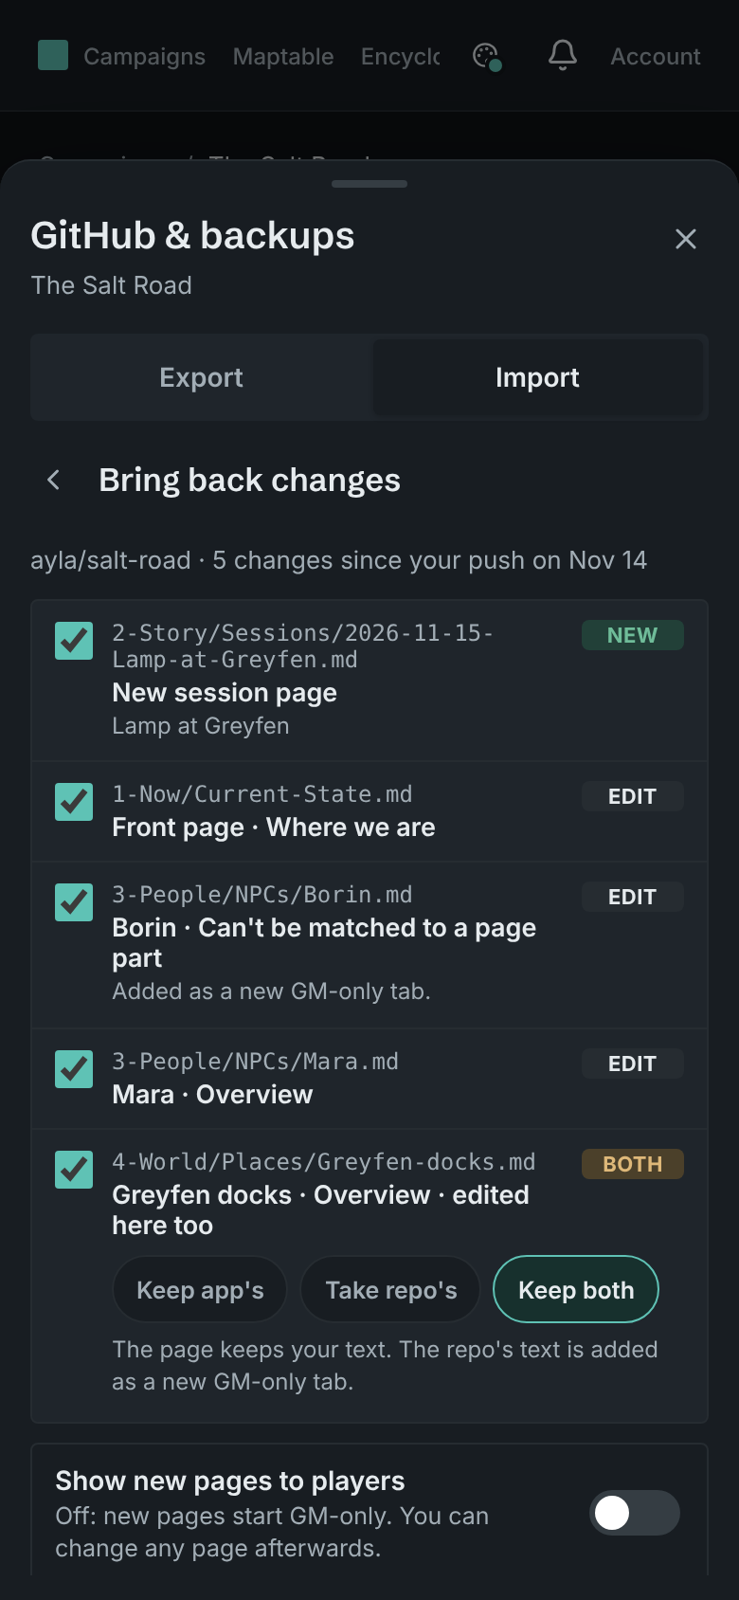 Campaigns Maptable Encyclc Account
The Salt Road
GitHub & backups
The Salt Road
Export Import
Bring back changes
ayla/salt-road · 5 changes since your push on Nov 14
2-Story/Sessions/2026-11-15- NEW
Lamp-at-Greyfen.md
New session page
Lamp at Greyfen
1-Now/Current-State.md EDIT
Front page · Where we are
3-People/NPCs/Borin.md EDIT
Borin · Can't be matched to a page
part
Added as a new GM-only tab.
3-People/NPCs/Mara.md EDIT
Mara · Overview
4-World/Places/Greyfen-docks.md BOTH
Greyfen docks · Overview · edited
here too
Keep app's Take repo's Keep both
The page keeps your text. The repo's text is added
as a new GM-only tab.
Show new pages to players
Off: new pages start GM-only. You can
change any page afterwards.